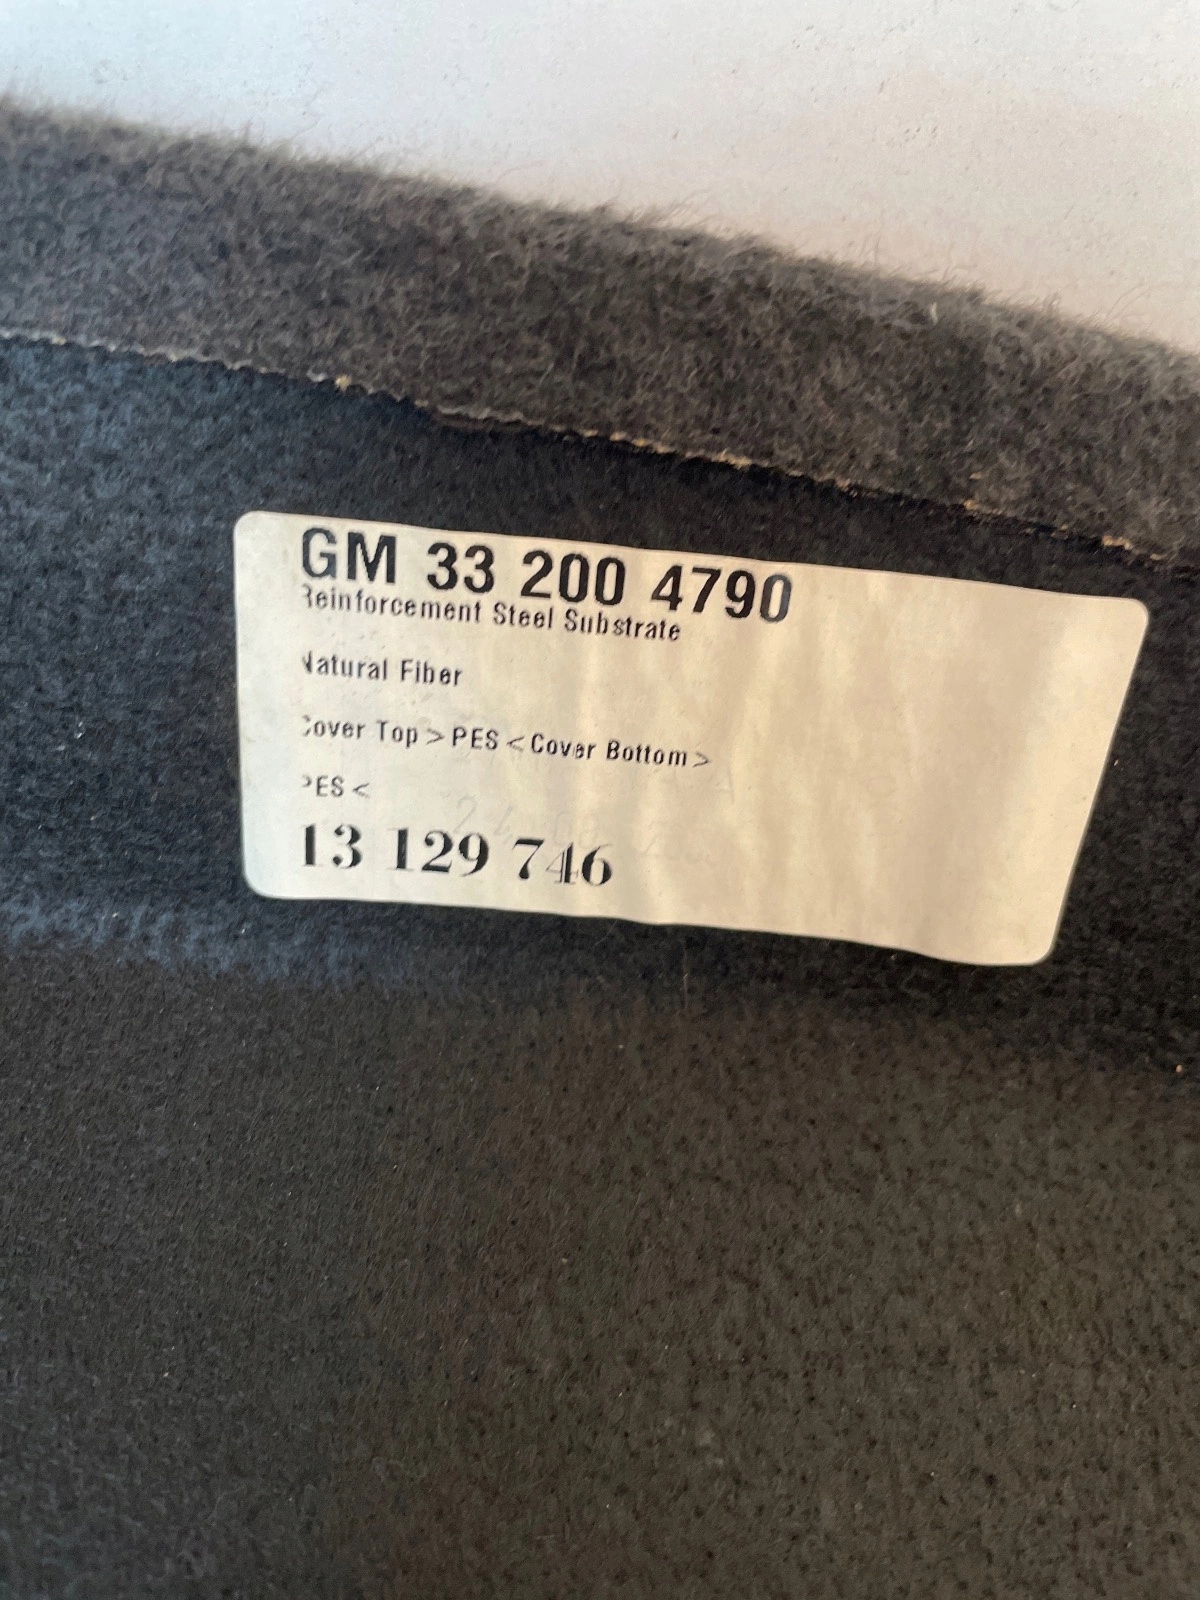 GM 33 200 4790
Reinforcement Steel Substrate
Natural Fiber
Cover Top > PES < Cover Bottom >
PES <
13 129 746